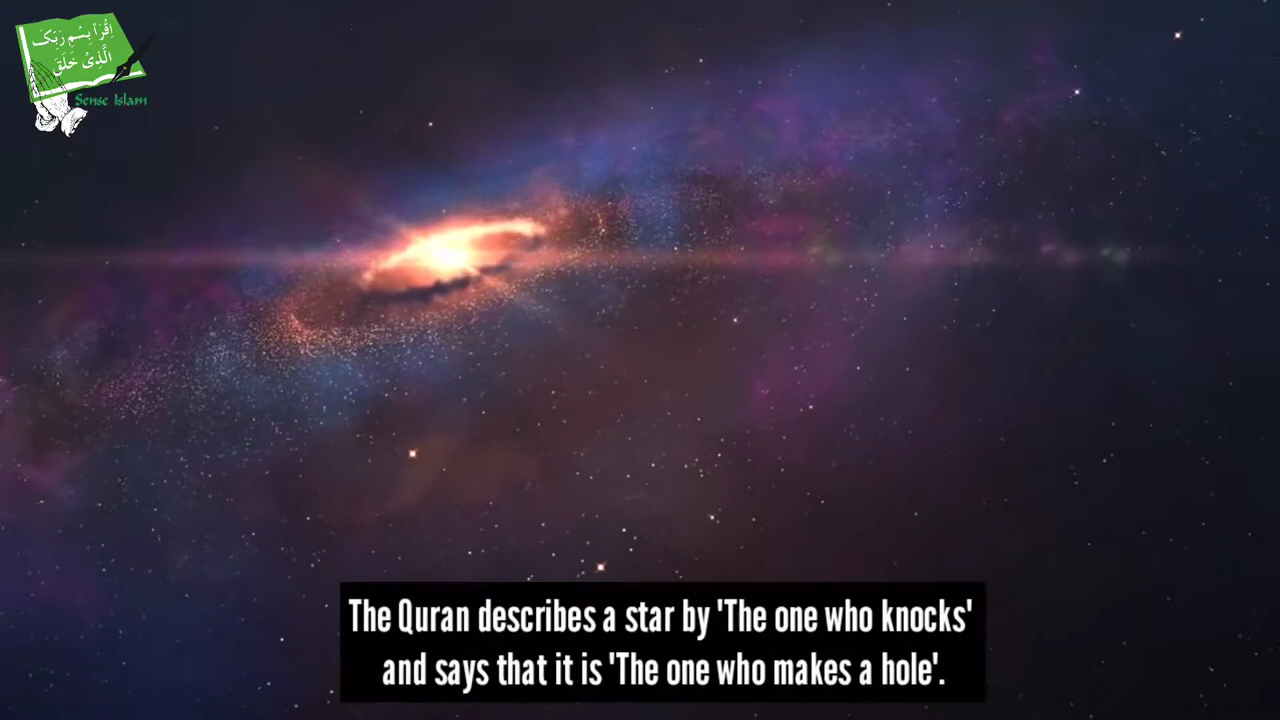 اِقْرَأْ بِسْمِ رَبِّکَ
الَّذِیْ خَلَقَ
Sense Islam
The Quran describes a star by 'The one who knocks'
and says that it is 'The one who makes a hole'.